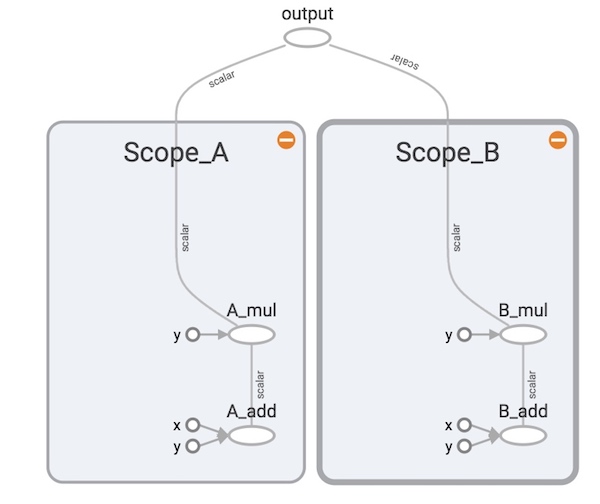 output
scalar
scalar
Scope_A
Scope_B
scalar
scalar
A_mul
B_mul
y
y
scalar
scalar
A_add
B_add
x
x
y
y